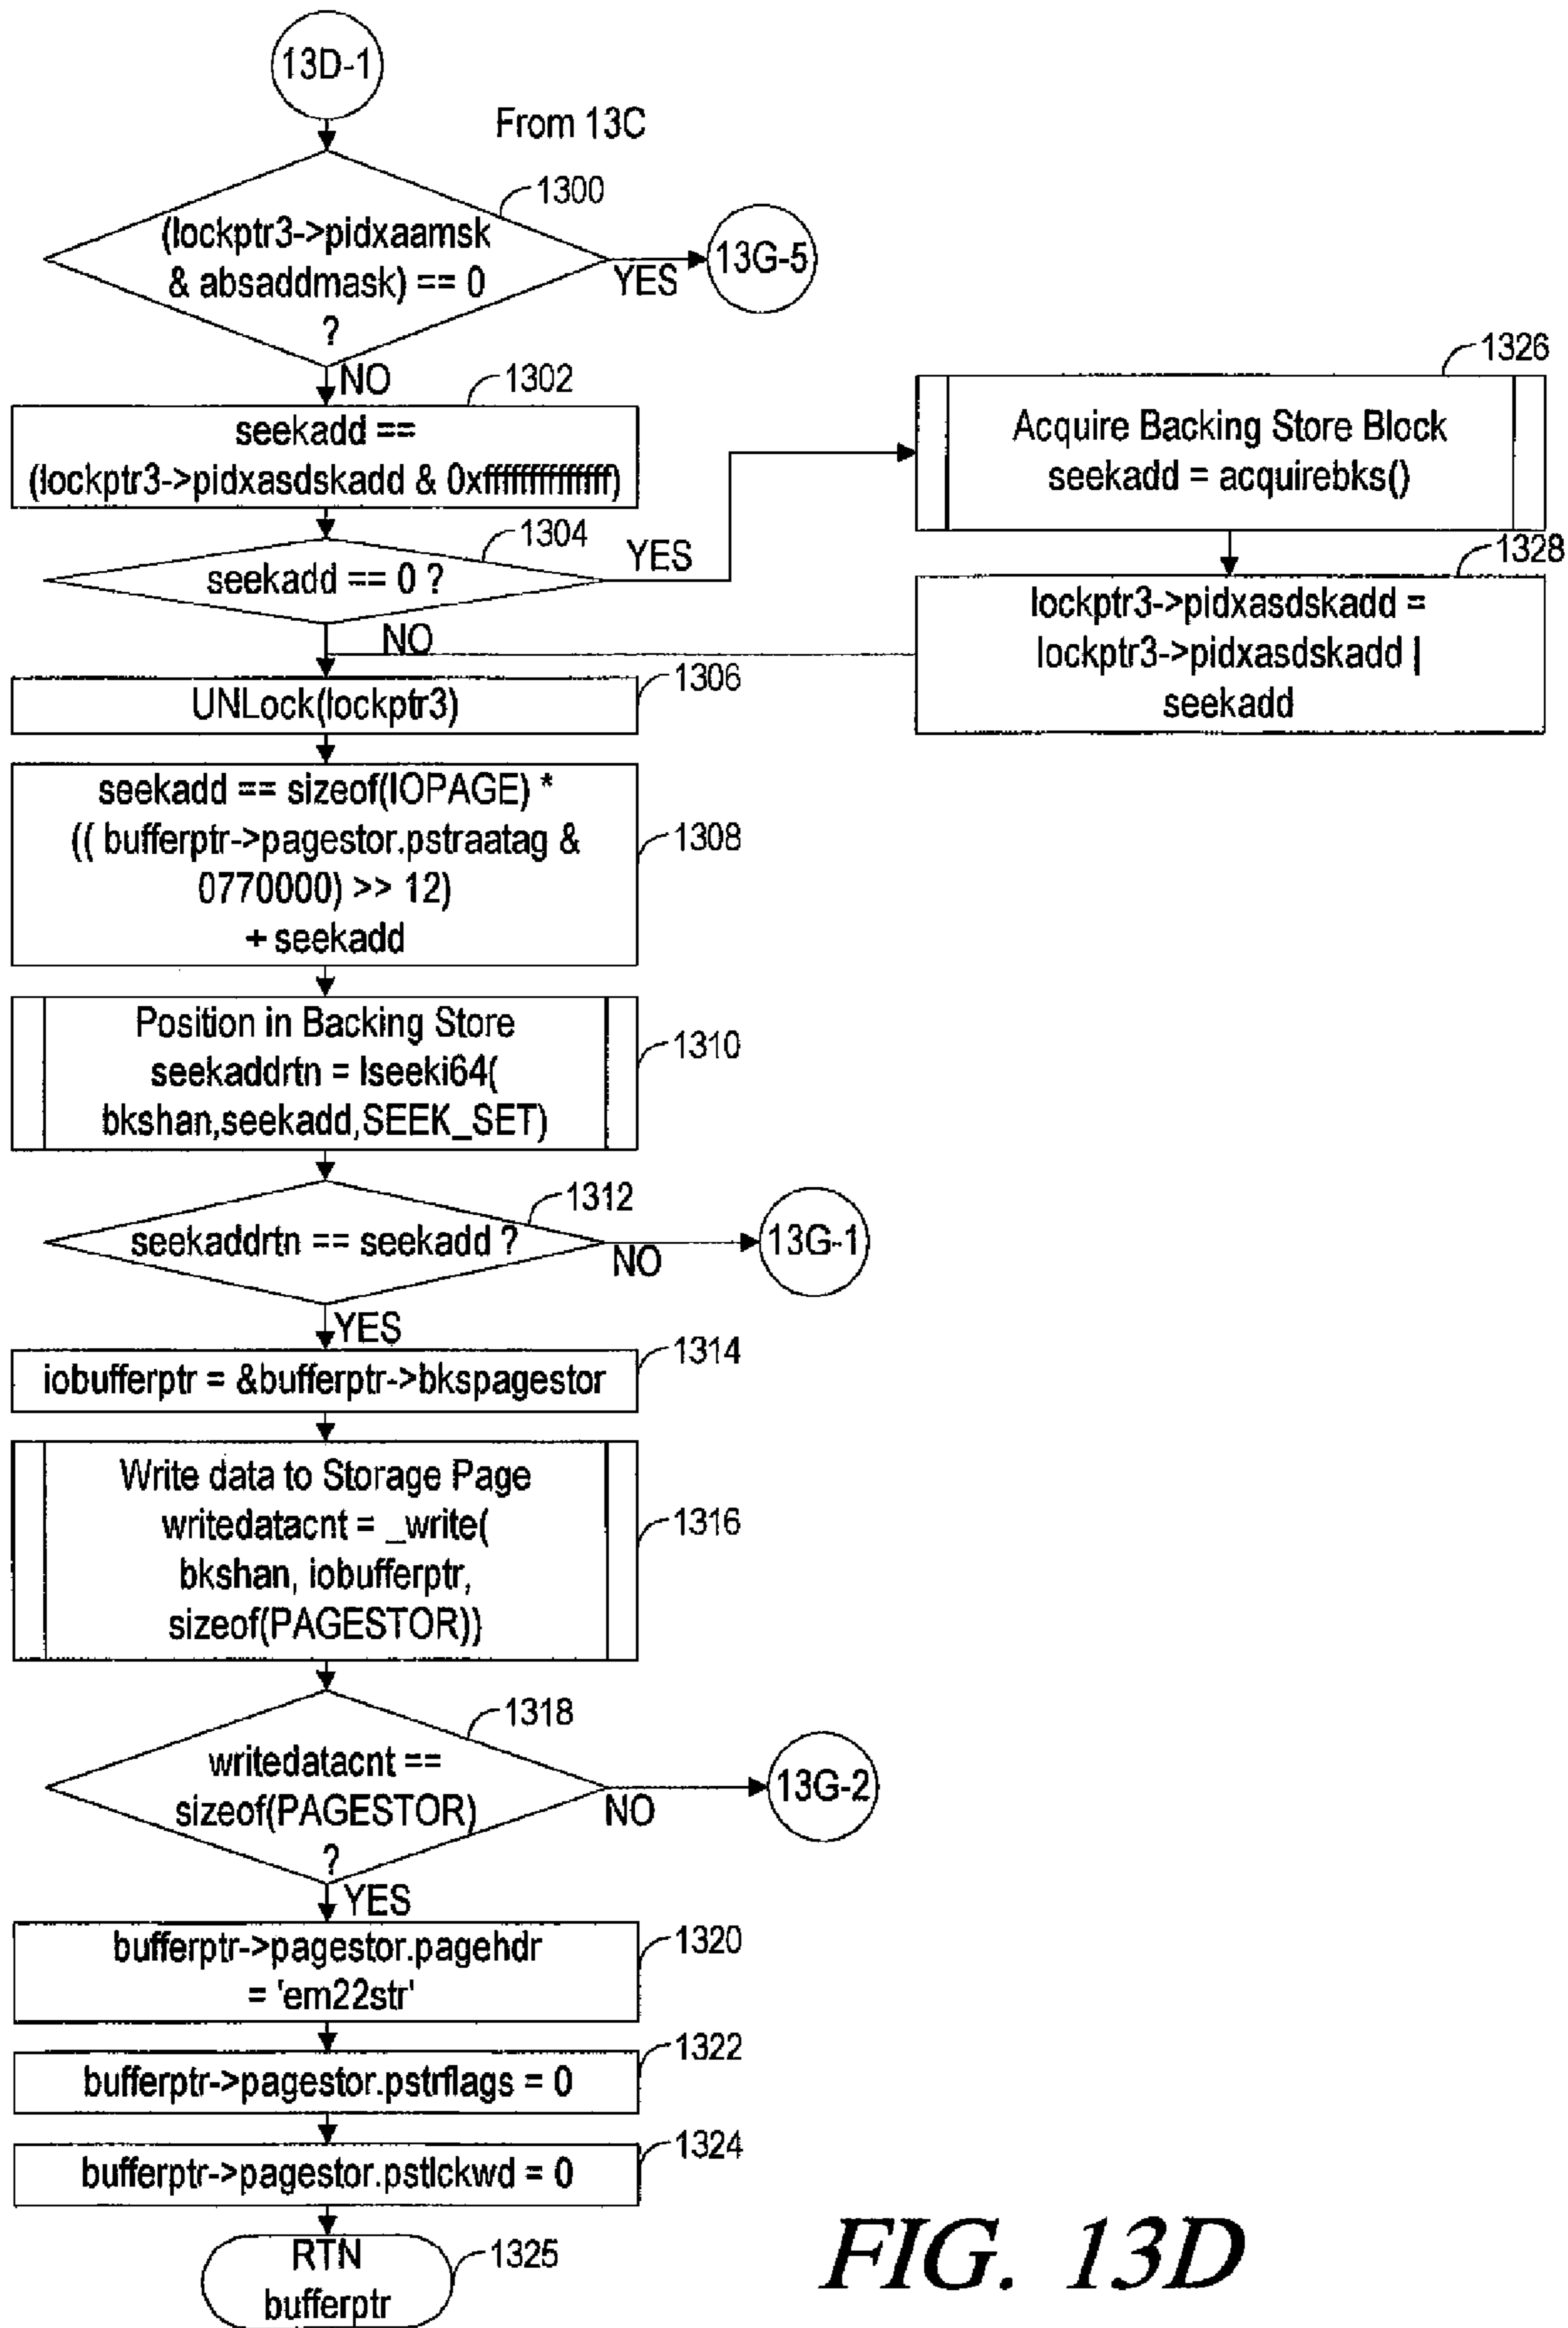 13D-1
From 13C
1300
(lockptr3->pidxaamsk
& absaddmask) == 0
?
YES
13G-5
NO
1302
seekadd ==
(lockptr3->pidxasdskadd & 0xffffffffffffff)
1304
seekadd == 0 ?
YES
NO
1326
Acquire Backing Store Block
seekadd = acquirebks()
1328
lockptr3->pidxasdskadd =
lockptr3->pidxasdskadd |
seekadd
1306
UNLock(lockptr3)
seekadd == sizeof(IOPAGE) *
(( bufferptr->pagestor.pstraatag &
0770000) >> 12)
+ seekadd
1308
Position in Backing Store
seekaddrtn = lseeki64(
bkshan,seekadd,SEEK_SET)
1310
1312
seekaddrtn == seekadd ?
NO
13G-1
YES
1314
iobufferptr = &bufferptr->bkspagestor
Write data to Storage Page
writedatacnt = _write(
bkshan, iobufferptr,
sizeof(PAGESTOR))
1316
1318
writedatacnt ==
sizeof(PAGESTOR)
?
NO
13G-2
YES
bufferptr->pagestor.pagehdr
= 'em22str'
1320
1322
bufferptr->pagestor.pstrflags = 0
1324
bufferptr->pagestor.pstlckwd = 0
RTN
bufferptr
1325
FIG. 13D